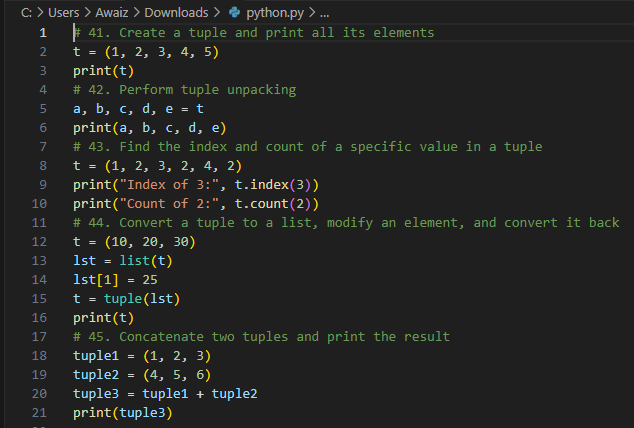 C: > Users > Awaiz > Downloads > python.py > ...
1 # 41. Create a tuple and print all its elements
2 t = (1, 2, 3, 4, 5)
3 print(t)
4 # 42. Perform tuple unpacking
5 a, b, c, d, e = t
6 print(a, b, c, d, e)
7 # 43. Find the index and count of a specific value in a tuple
8 t = (1, 2, 3, 2, 4, 2)
9 print("Index of 3:", t.index(3))
10 print("Count of 2:", t.count(2))
11 # 44. Convert a tuple to a list, modify an element, and convert it back
12 t = (10, 20, 30)
13 lst = list(t)
14 lst[1] = 25
15 t = tuple(lst)
16 print(t)
17 # 45. Concatenate two tuples and print the result
18 tuple1 = (1, 2, 3)
19 tuple2 = (4, 5, 6)
20 tuple3 = tuple1 + tuple2
21 print(tuple3)